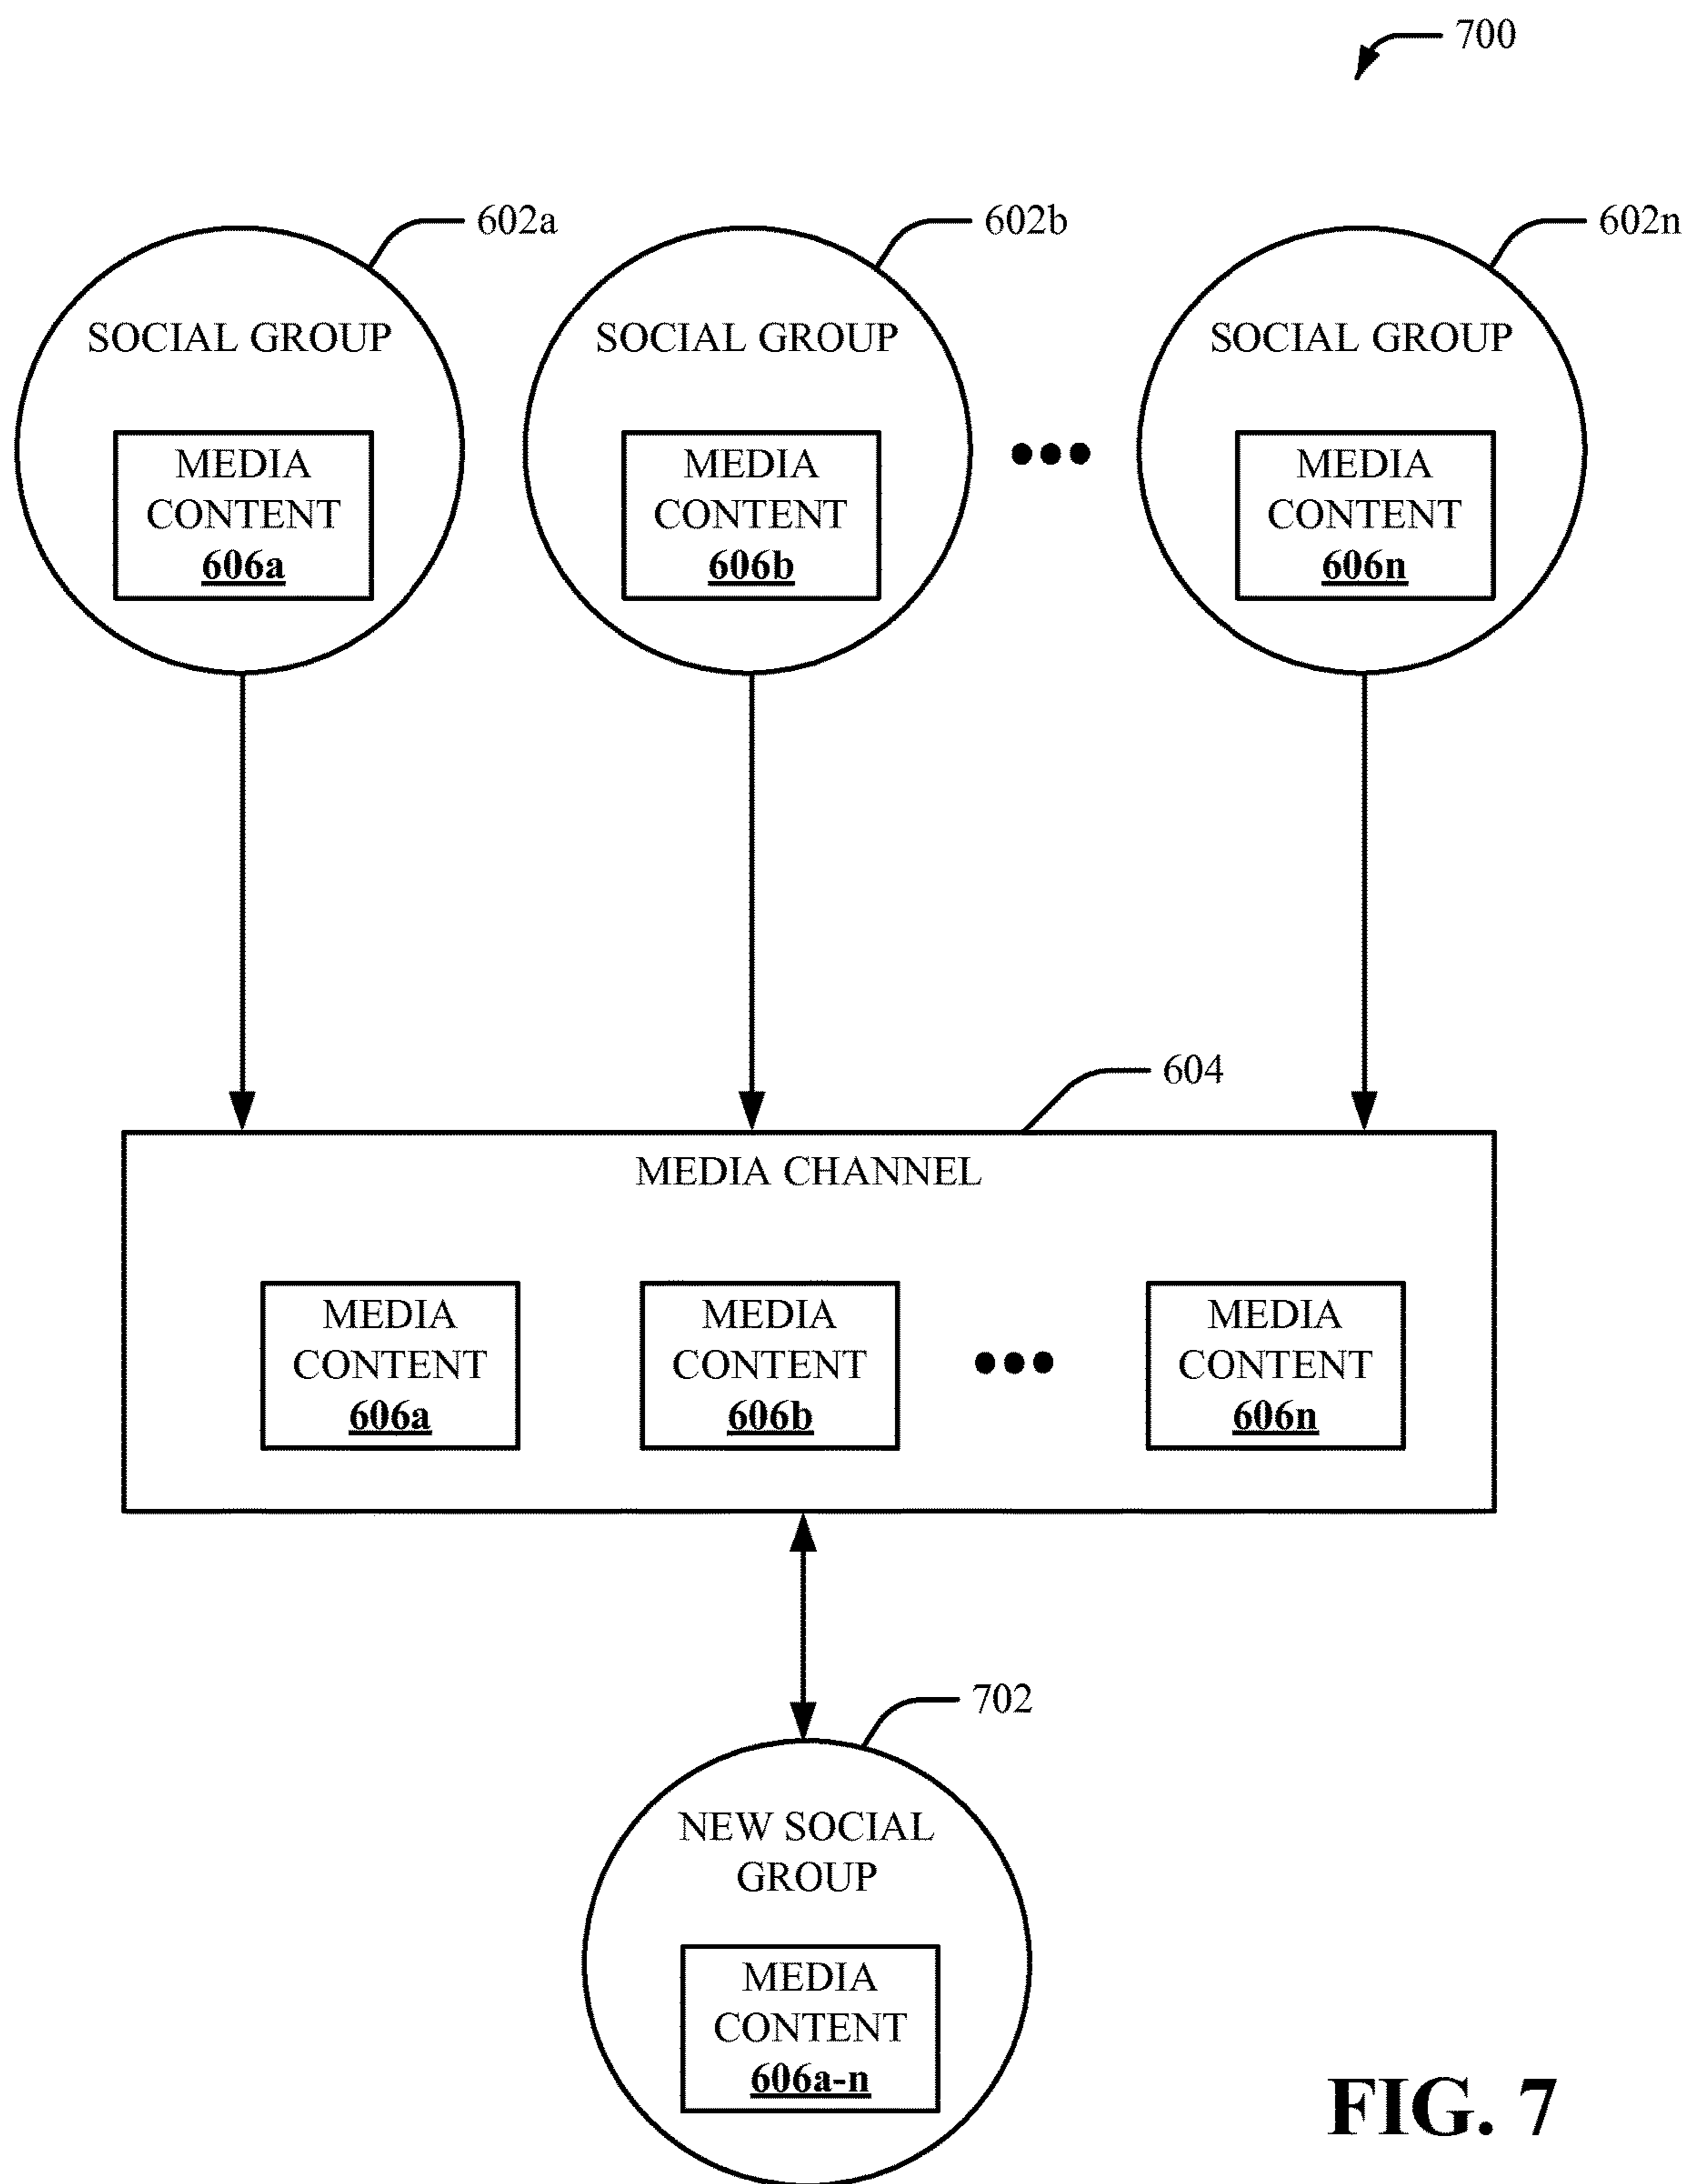 700
602a
602b
602n
SOCIAL GROUP
SOCIAL GROUP
SOCIAL GROUP
MEDIA
CONTENT
606a
MEDIA
CONTENT
606b
MEDIA
CONTENT
606n
604
MEDIA CHANNEL
MEDIA
CONTENT
606a
MEDIA
CONTENT
606b
MEDIA
CONTENT
606n
702
NEW SOCIAL
GROUP
MEDIA
CONTENT
606a-n
FIG. 7